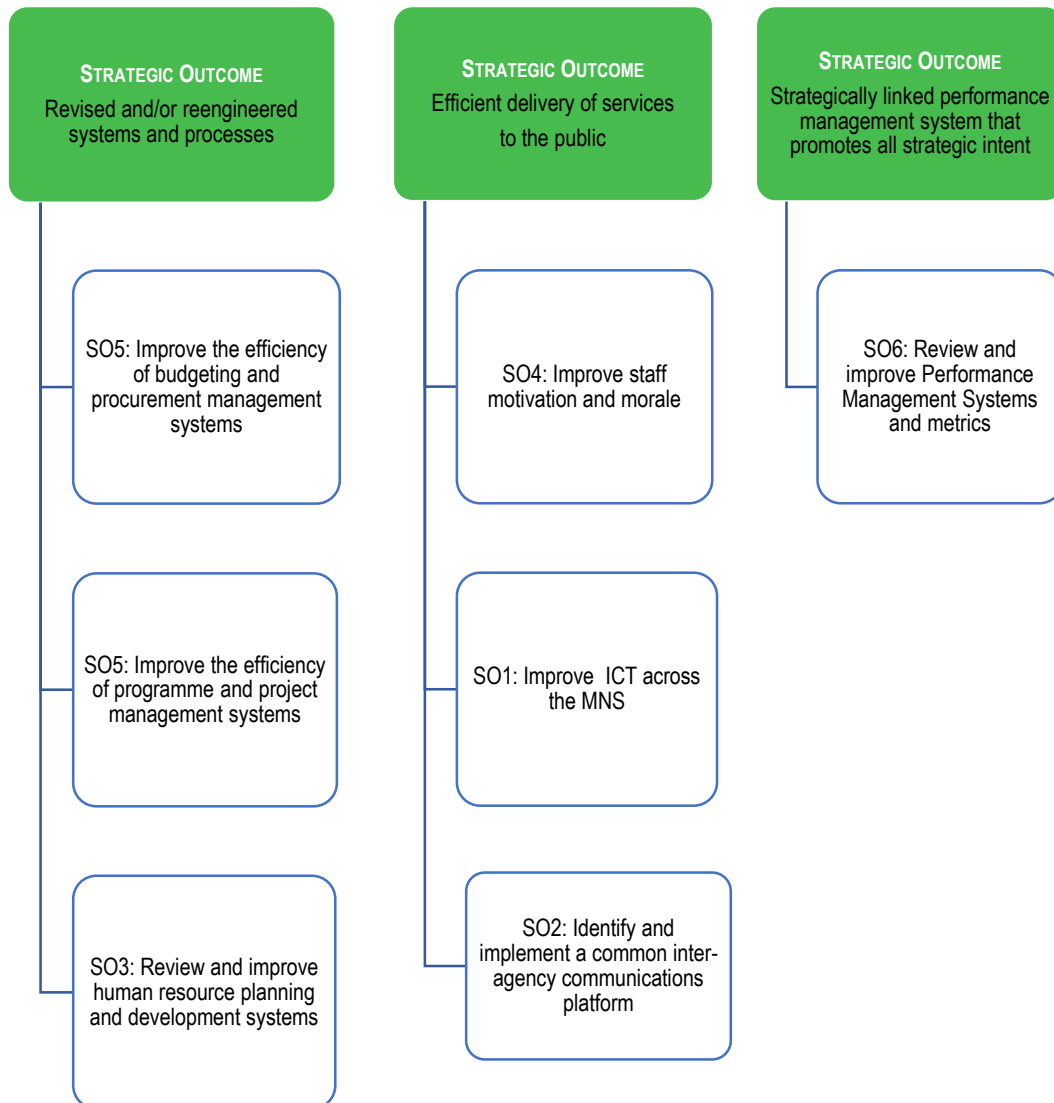 STRATEGIC OUTCOME
Revised and/or reengineered
systems and processes
SO5: Improve the efficiency
of budgeting and
procurement management
systems
SO5: Improve the efficiency
of programme and project
management systems
SO3: Review and improve
human resource planning
and development systems
STRATEGIC OUTCOME
Efficient delivery of services
to the public
SO4: Improve staff
motivation and morale
SO1: Improve  ICT across
the MNS
SO2: Identify and
implement a common inter-
agency communications
platform
STRATEGIC OUTCOME
Strategically linked performance
management system that
promotes all strategic intent
SO6: Review and
improve Performance
Management Systems
and metrics